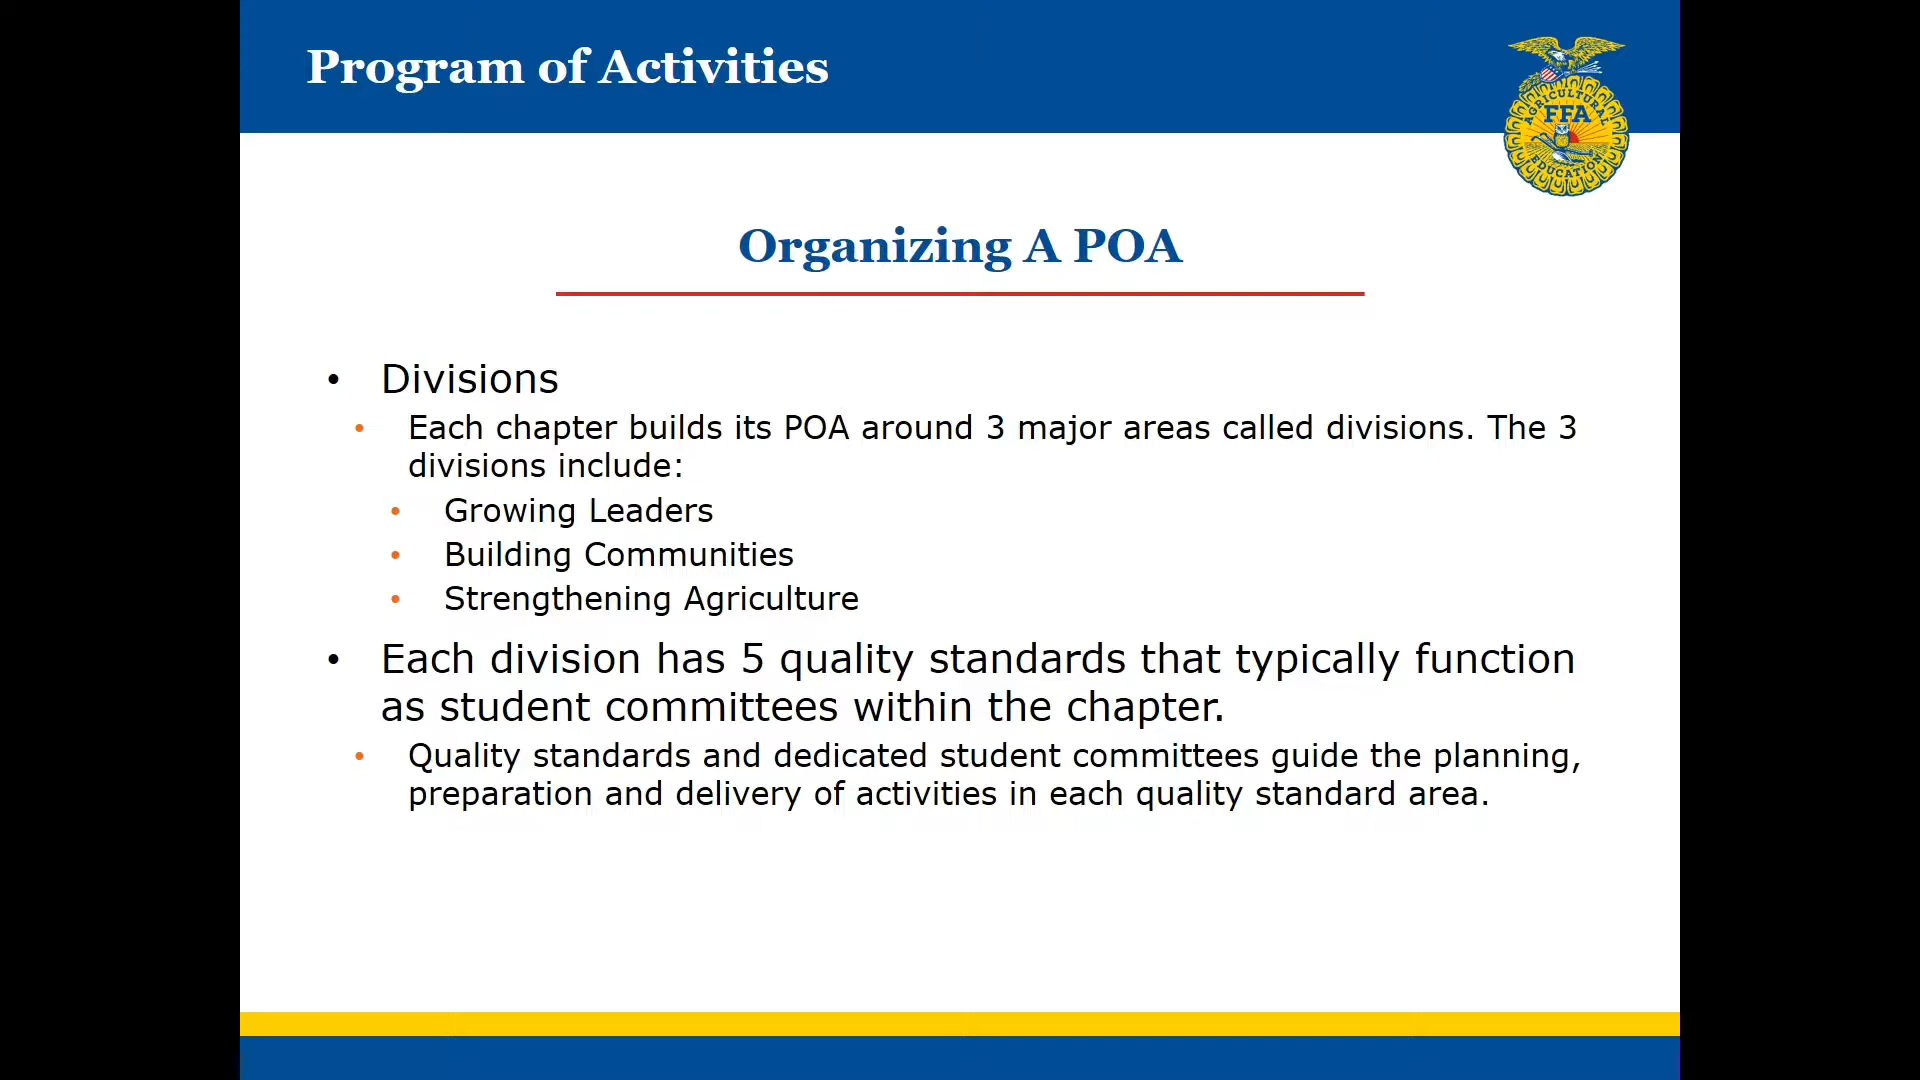 Program of Activities
AGRICULTURAL
FFA
EDUCATION
Organizing A POA
• Divisions
• Each chapter builds its POA around 3 major areas called divisions. The 3
divisions include:
• Growing Leaders
• Building Communities
• Strengthening Agriculture
• Each division has 5 quality standards that typically function
as student committees within the chapter.
• Quality standards and dedicated student committees guide the planning,
preparation and delivery of activities in each quality standard area.